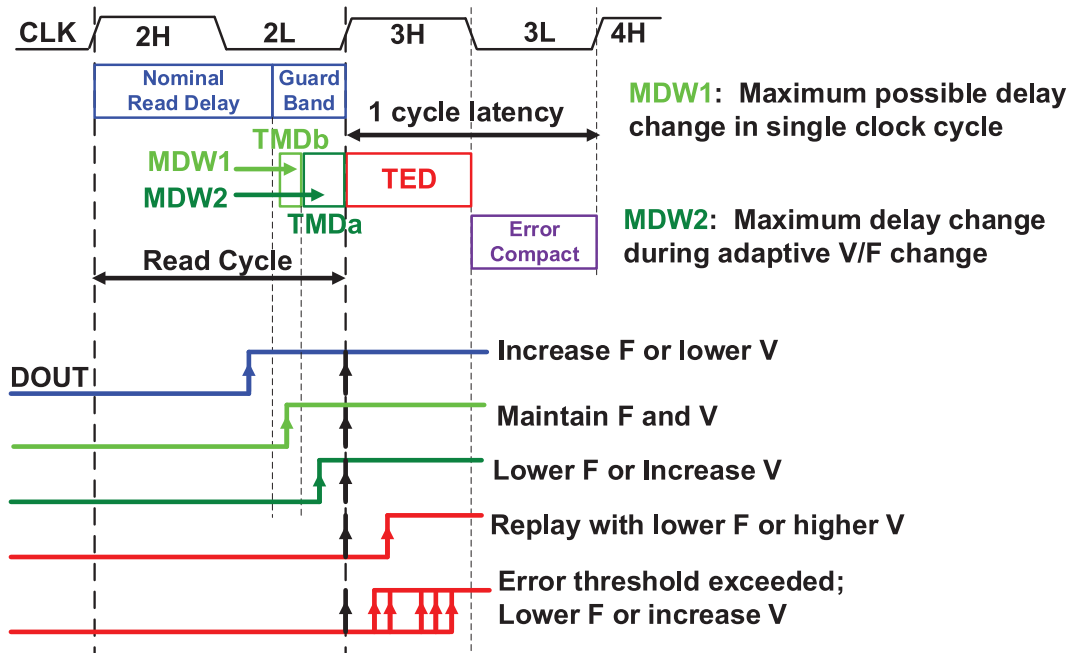 CLK 2H 2L 3H 3L 4H
Nominal
Read Delay
Guard
Band
1 cycle latency
MDW1: Maximum possible delay
change in single clock cycle
TMDb
MDW1
MDW2
TED
TMDa
MDW2: Maximum delay change
during adaptive V/F change
Error
Compact
Read Cycle
Increase F or lower V
DOUT
Maintain F and V
Lower F or Increase V
Replay with lower F or higher V
Error threshold exceeded;
Lower F or increase V